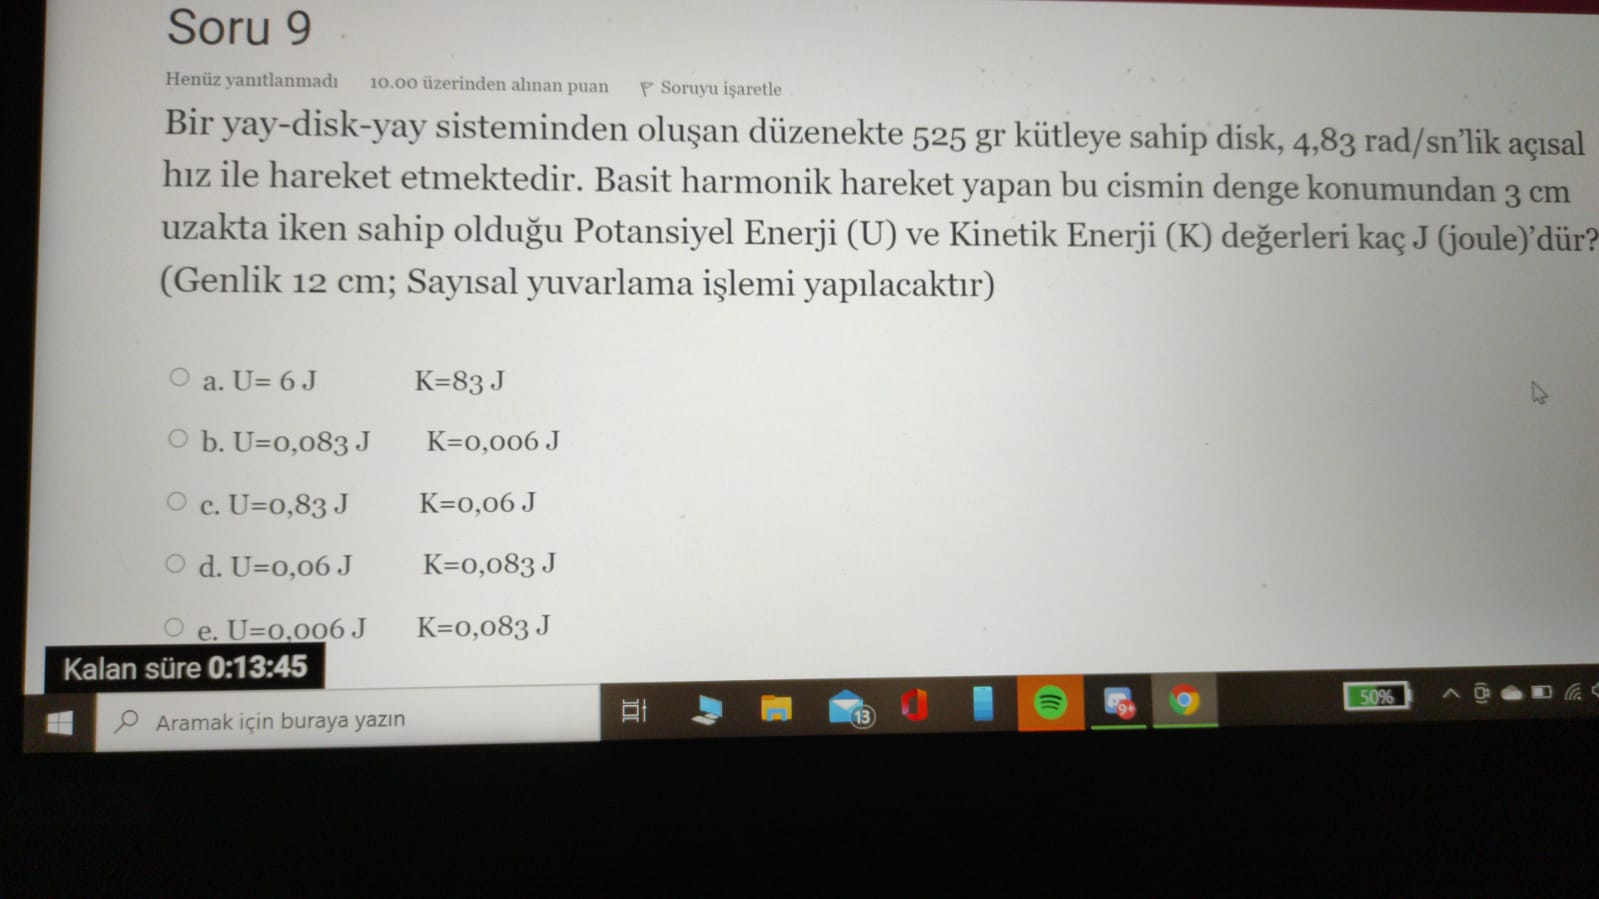 Soru 9
Henüz yanıtlanmadı 10.00 üzerinden alınan puan Soruyu işaretle
Bir yay-disk-yay sisteminden oluşan düzenekte 525 gr kütleye sahip disk, 4,83 rad/sn’lik açısal
hız ile hareket etmektedir. Basit harmonik hareket yapan bu cismin denge konumundan 3 cm
uzakta iken sahip olduğu Potansiyel Enerji (U) ve Kinetik Enerji (K) değerleri kaç J (joule)’dür?
(Genlik 12 cm; Sayısal yuvarlama işlemi yapılacaktır)
a. U= 6 J K=83 J
b. U=0,083 J K=0,006 J
c. U=0,83 J K=0,06 J
d. U=0,06 J K=0,083 J
e. U=0,006 J K=0,083 J
Kalan süre 0:13:45
Aramak için buraya yazın 13 9+ 50%